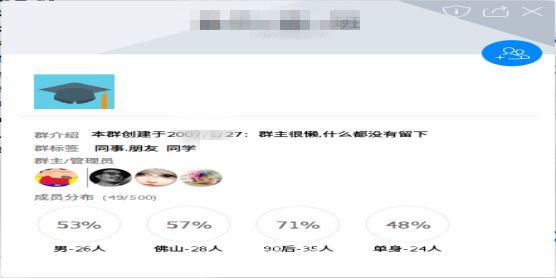 班
群介绍 本群创建于2007/1/27: 群主很懒,什么都没有留下
群标签 同事.朋友 同学
群主/管理员
成员分布 (49/500)
53% 57% 71% 48%
男-26人 佛山-28人 90后-35人 单身-24人